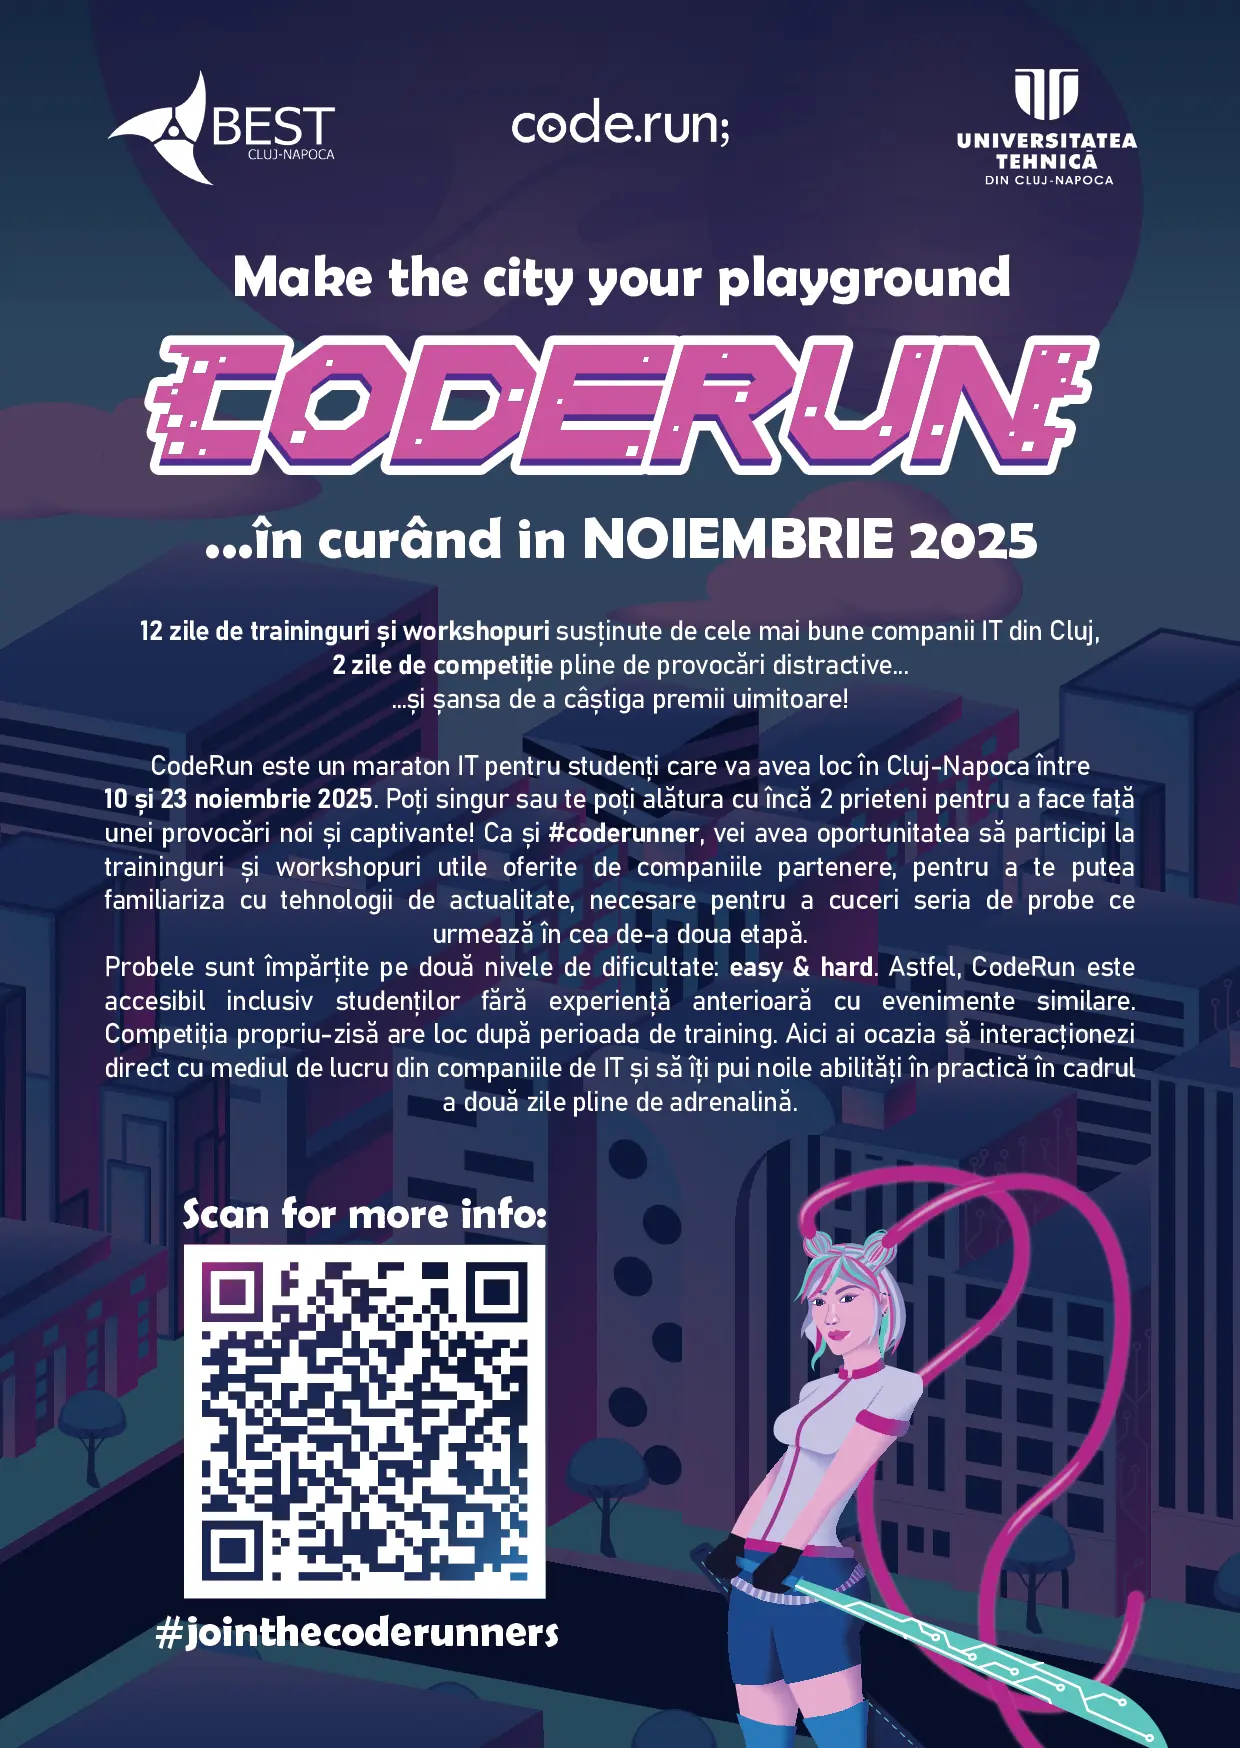 BEST
CLUJ-NAPOCA
code.run;
UNIVERSITATEA
TEHNICĂ
DIN CLUJ-NAPOCA
Make the city your playground
CODERUN
...în curând in NOIEMBRIE 2025
12 zile de traininguri și workshopuri susținute de cele mai bune companii IT din Cluj,
2 zile de competiție pline de provocări distractive...
...și șansa de a câștiga premii uimitoare!
CodeRun este un maraton IT pentru studenți care va avea loc în Cluj-Napoca între
10 și 23 noiembrie 2025. Poți singur sau te poți alătura cu încă 2 prieteni pentru a face față
unei provocări noi și captivante! Ca și #coderunner, vei avea oportunitatea să participi la
traininguri și workshopuri utile oferite de companiile partenere, pentru a te putea
familiariza cu tehnologii de actualitate, necesare pentru a cuceri seria de probe ce
urmează în cea de-a doua etapă.
Probele sunt împărțite pe două nivele de dificultate: easy & hard. Astfel, CodeRun este
accesibil inclusiv studenților fără experiență anterioară cu evenimente similare.
Competiția propriu-zisă are loc după perioada de training. Aici ai ocazia să interacționezi
direct cu mediul de lucru din companiile de IT și să îți pui noile abilități în practică în cadrul
a două zile pline de adrenalină.
Scan for more info:
#jointhecoderunners